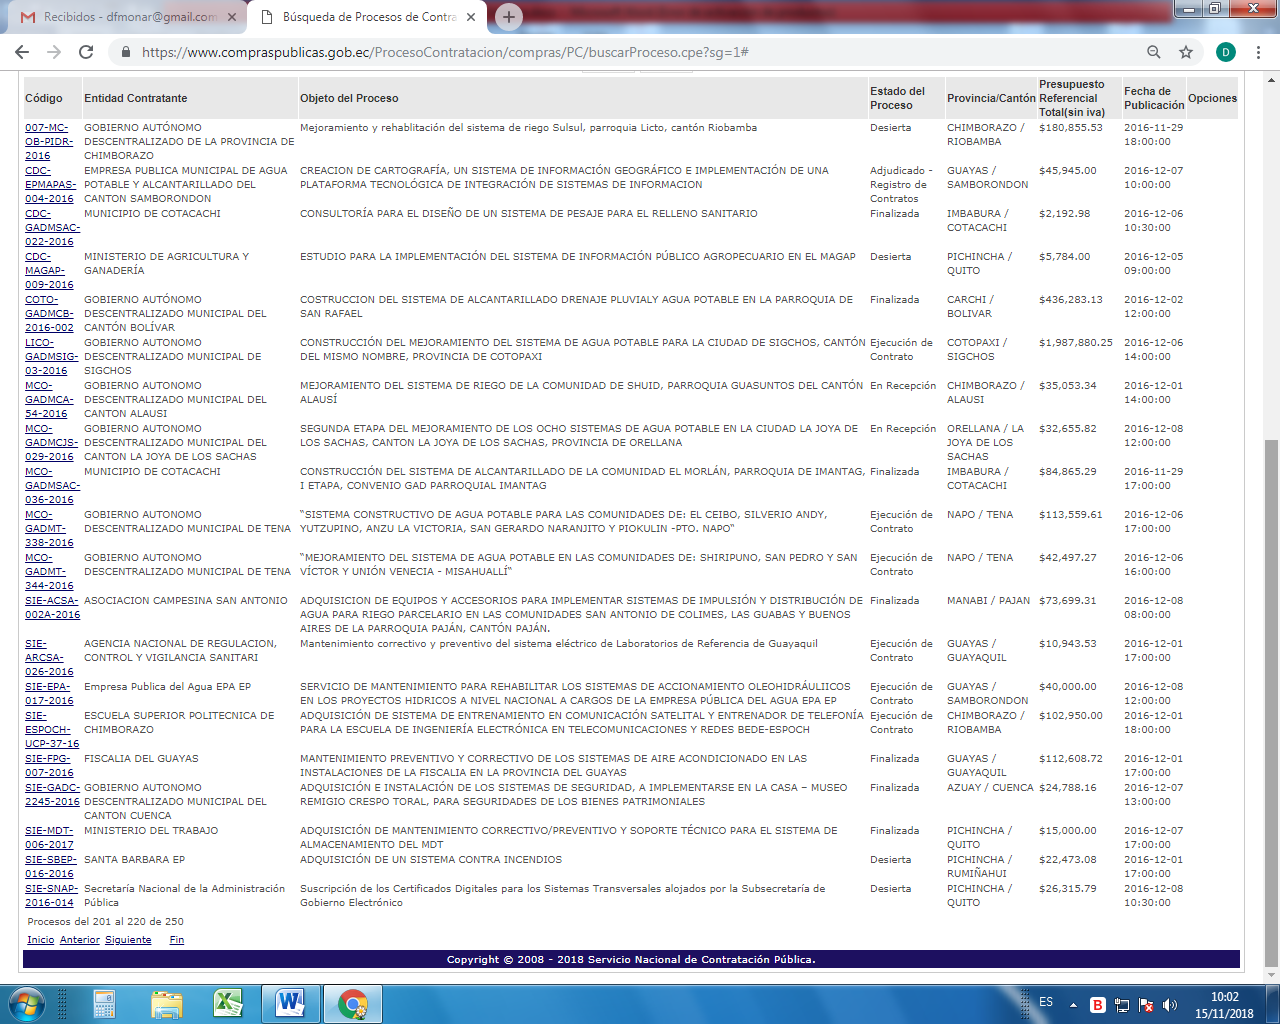 Recibidos - dfmonar@gmail.com
Búsqueda de Procesos de Contra
https://www.compraspublicas.gob.ec/ProcesoContratacion/compras/PC/buscarProceso.cpe?sg=1#
D
Código Entidad Contratante Objeto del Proceso Estado del Proceso Provincia/Cantón Presupuesto Referencial Total(sin iva) Fecha de Publicación Opciones
007-MC-OB-PIDR-2016 GOBIERNO AUTÓNOMO DESCENTRALIZADO DE LA PROVINCIA DE CHIMBORAZO Mejoramiento y rehablitación del sistema de riego Sulsul, parroquia Licto, cantón Riobamba Desierta CHIMBORAZO / RIOBAMBA $180,855.53 2016-11-29 18:00:00
CDC-EPMAPAS-004-2016 EMPRESA PUBLICA MUNICIPAL DE AGUA POTABLE Y ALCANTARILLADO DEL CANTON SAMBORONDON CREACION DE CARTOGRAFÍA, UN SISTEMA DE INFORMACIÓN GEOGRÁFICO E IMPLEMENTACIÓN DE UNA PLATAFORMA TECNOLÓGICA DE INTEGRACIÓN DE SISTEMAS DE INFORMACION Adjudicado - Registro de Contratos GUAYAS / SAMBORONDON $45,945.00 2016-12-07 10:00:00
CDC-GADMSAC-022-2016 MUNICIPIO DE COTACACHI CONSULTORÍA PARA EL DISEÑO DE UN SISTEMA DE PESAJE PARA EL RELLENO SANITARIO Finalizada IMBABURA / COTACACHI $2,192.98 2016-12-06 10:30:00
CDC-MAGAP-009-2016 MINISTERIO DE AGRICULTURA Y GANADERÍA ESTUDIO PARA LA IMPLEMENTACIÓN DEL SISTEMA DE INFORMACIÓN PÚBLICO AGROPECUARIO EN EL MAGAP Desierta PICHINCHA / QUITO $5,784.00 2016-12-05 09:00:00
COTO-GADMCB-2016-002 GOBIERNO AUTÓNOMO DESCENTRALIZADO MUNICIPAL DEL CANTÓN BOLÍVAR COSTRUCCION DEL SISTEMA DE ALCANTARILLADO DRENAJE PLUVIALY AGUA POTABLE EN LA PARROQUIA DE SAN RAFAEL Finalizada CARCHI / BOLIVAR $436,283.13 2016-12-02 12:00:00
LICO-GADMSIG-03-2016 GOBIERNO AUTÓNOMO DESCENTRALIZADO MUNICIPAL DE SIGCHOS CONSTRUCCIÓN DEL MEJORAMIENTO DEL SISTEMA DE AGUA POTABLE PARA LA CIUDAD DE SIGCHOS, CANTÓN DEL MISMO NOMBRE, PROVINCIA DE COTOPAXI Ejecución de Contrato COTOPAXI / SIGCHOS $1,987,880.25 2016-12-06 14:00:00
MCO-GADMCA-54-2016 GOBIERNO AUTONOMO DESCENTRALIZADO MUNICIPAL DEL CANTON ALAUSI MEJORAMIENTO DEL SISTEMA DE RIEGO DE LA COMUNIDAD DE SHUID, PARROQUIA GUASUNTOS DEL CANTÓN ALAUSÍ En Recepción CHIMBORAZO / ALAUSI $35,053.34 2016-12-01 14:00:00
MCO-GADMCJS-029-2016 GOBIERNO AUTONOMO DESCENTRALIZADO MUNICIPAL DEL CANTON LA JOYA DE LOS SACHAS SEGUNDA ETAPA DEL MEJORAMIENTO DE LOS OCHO SISTEMAS DE AGUA POTABLE EN LA CIUDAD LA JOYA DE LOS SACHAS, CANTON LA JOYA DE LOS SACHAS, PROVINCIA DE ORELLANA En Recepción ORELLANA / LA JOYA DE LOS SACHAS $32,655.82 2016-12-08 12:00:00
MCO-GADMSAC-036-2016 MUNICIPIO DE COTACACHI CONSTRUCCIÓN DEL SISTEMA DE ALCANTARILLADO DE LA COMUNIDAD EL MORLÁN, PARROQUIA DE IMANTAG, I ETAPA, CONVENIO GAD PARROQUIAL IMANTAG Finalizada IMBABURA / COTACACHI $84,865.29 2016-11-29 17:00:00
MCO-GADMT-338-2016 GOBIERNO AUTONOMO DESCENTRALIZADO MUNICIPAL DE TENA "SISTEMA CONSTRUCTIVO DE AGUA POTABLE PARA LAS COMUNIDADES DE: EL CEIBO, SILVERIO ANDY, YUTZUPINO, ANZU LA VICTORIA, SAN GERARDO NARANJITO Y PIOKULIN -PTO. NAPO" Ejecución de Contrato NAPO / TENA $113,559.61 2016-12-06 17:00:00
MCO-GADMT-344-2016 GOBIERNO AUTONOMO DESCENTRALIZADO MUNICIPAL DE TENA "MEJORAMIENTO DEL SISTEMA DE AGUA POTABLE EN LAS COMUNIDADES DE: SHIRIPUNO, SAN PEDRO Y SAN VÍCTOR Y UNIÓN VENECIA - MISAHUALLÍ" Ejecución de Contrato NAPO / TENA $42,497.27 2016-12-06 16:00:00
SIE-ACSA-002A-2016 ASOCIACION CAMPESINA SAN ANTONIO ADQUISICION DE EQUIPOS Y ACCESORIOS PARA IMPLEMENTAR SISTEMAS DE IMPULSIÓN Y DISTRIBUCIÓN DE AGUA PARA RIEGO PARCELARIO EN LAS COMUNIDADES SAN ANTONIO DE COLIMES, LAS GUABAS Y BUENOS AIRES DE LA PARROQUIA PAJÁN, CANTÓN PAJÁN. Finalizada MANABI / PAJAN $73,699.31 2016-12-08 08:00:00
SIE-ARCSA-026-2016 AGENCIA NACIONAL DE REGULACION, CONTROL Y VIGILANCIA SANITARI Mantenimiento correctivo y preventivo del sistema eléctrico de Laboratorios de Referencia de Guayaquil Ejecución de Contrato GUAYAS / GUAYAQUIL $10,943.53 2016-12-01 17:00:00
SIE-EPA-017-2016 Empresa Publica del Agua EPA EP SERVICIO DE MANTENIMIENTO PARA REHABILITAR LOS SISTEMAS DE ACCIONAMIENTO OLEOHIDRÁULIICOS EN LOS PROYECTOS HIDRICOS A NIVEL NACIONAL A CARGOS DE LA EMPRESA PÚBLICA DEL AGUA EPA EP Ejecución de Contrato GUAYAS / SAMBORONDON $40,000.00 2016-12-08 12:00:00
SIE-ESPOCH-UCP-37-16 ESCUELA SUPERIOR POLITECNICA DE CHIMBORAZO ADQUISICIÓN DE SISTEMA DE ENTRENAMIENTO EN COMUNICACIÓN SATELITAL Y ENTRENADOR DE TELEFONÍA PARA LA ESCUELA DE INGENIERÍA ELECTRÓNICA EN TELECOMUNICACIONES Y REDES BEDE-ESPOCH Ejecución de Contrato CHIMBORAZO / RIOBAMBA $102,950.00 2016-12-01 18:00:00
SIE-FPG-007-2016 FISCALIA DEL GUAYAS MANTENIMIENTO PREVENTIVO Y CORRECTIVO DE LOS SISTEMAS DE AIRE ACONDICIONADO EN LAS INSTALACIONES DE LA FISCALIA EN LA PROVINCIA DEL GUAYAS Finalizada GUAYAS / GUAYAQUIL $112,608.72 2016-12-01 17:00:00
SIE-GADC-2245-2016 GOBIERNO AUTONOMO DESCENTRALIZADO MUNICIPAL DEL CANTON CUENCA ADQUISIÓN E INSTALACIÓN DE LOS SISTEMAS DE SEGURIDAD, A IMPLEMENTARSE EN LA CASA – MUSEO REMIGIO CRESPO TORAL, PARA SEGURIDADES DE LOS BIENES PATRIMONIALES Finalizada AZUAY / CUENCA $24,788.16 2016-12-07 13:00:00
SIE-MDT-006-2017 MINISTERIO DEL TRABAJO ADQUISICIÓN DE MANTENIMIENTO CORRECTIVO/PREVENTIVO Y SOPORTE TÉCNICO PARA EL SISTEMA DE ALMACENAMIENTO DEL MDT Finalizada PICHINCHA / QUITO $15,000.00 2016-12-07 17:00:00
SIE-SBEP-016-2016 SANTA BARBARA EP ADQUISICIÓN DE UN SISTEMA CONTRA INCENDIOS Desierta PICHINCHA / RUMIÑAHUI $22,473.08 2016-12-01 17:00:00
SIE-SNAP-2016-014 Secretaría Nacional de la Administración Pública Suscripción de los Certificados Digitales para los Sistemas Transversales alojados por la Subsecretaría de Gobierno Electrónico Desierta PICHINCHA / QUITO $26,315.79 2016-12-08 10:30:00
Procesos del 201 al 220 de 250
Inicio Anterior Siguiente Fin
Copyright © 2008 - 2018 Servicio Nacional de Contratación Pública.
ES
10:02
15/11/2018